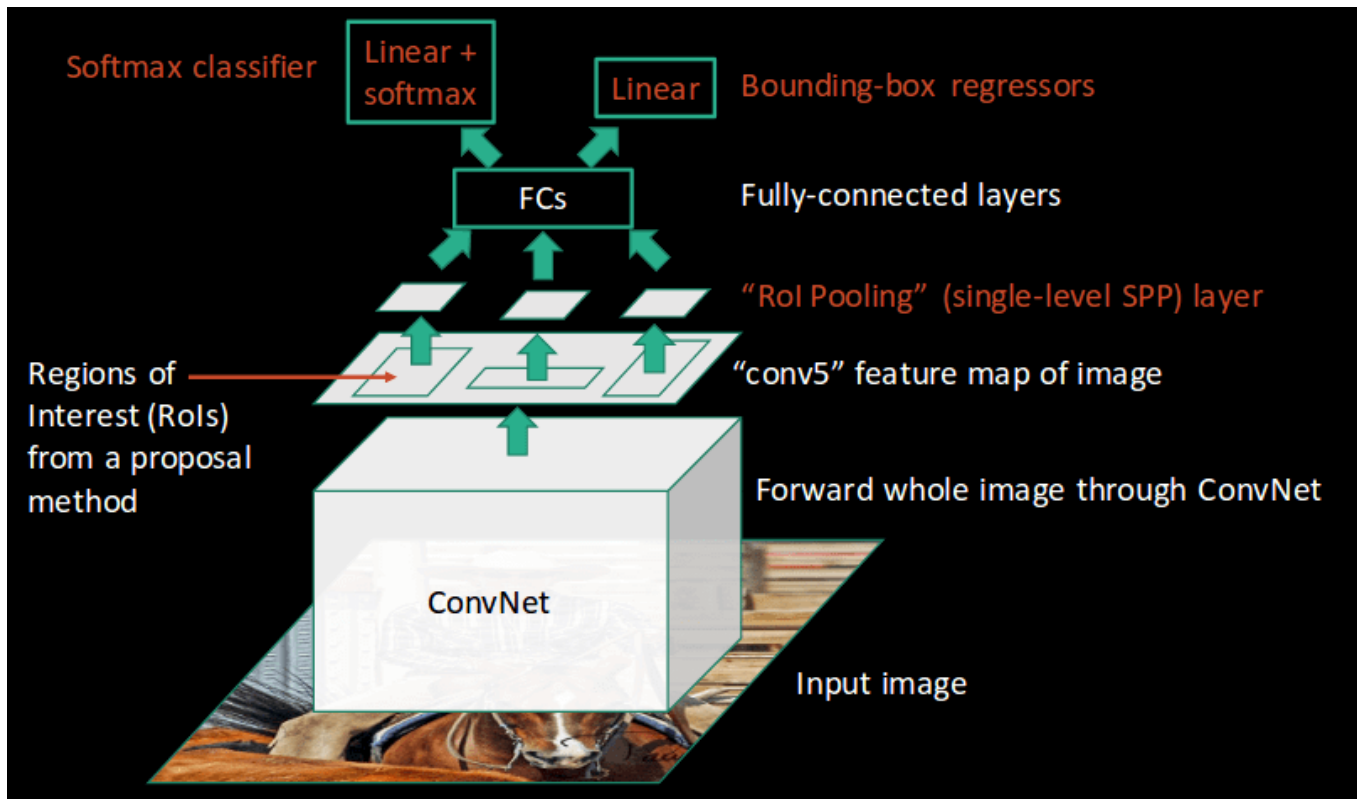 Softmax classifier
Linear +
softmax
Linear
Bounding-box regressors
FCs
Fully-connected layers
“RoI Pooling” (single-level SPP) layer
Regions of
Interest (RoIs)
from a proposal
method
“conv5” feature map of image
Forward whole image through ConvNet
ConvNet
Input image